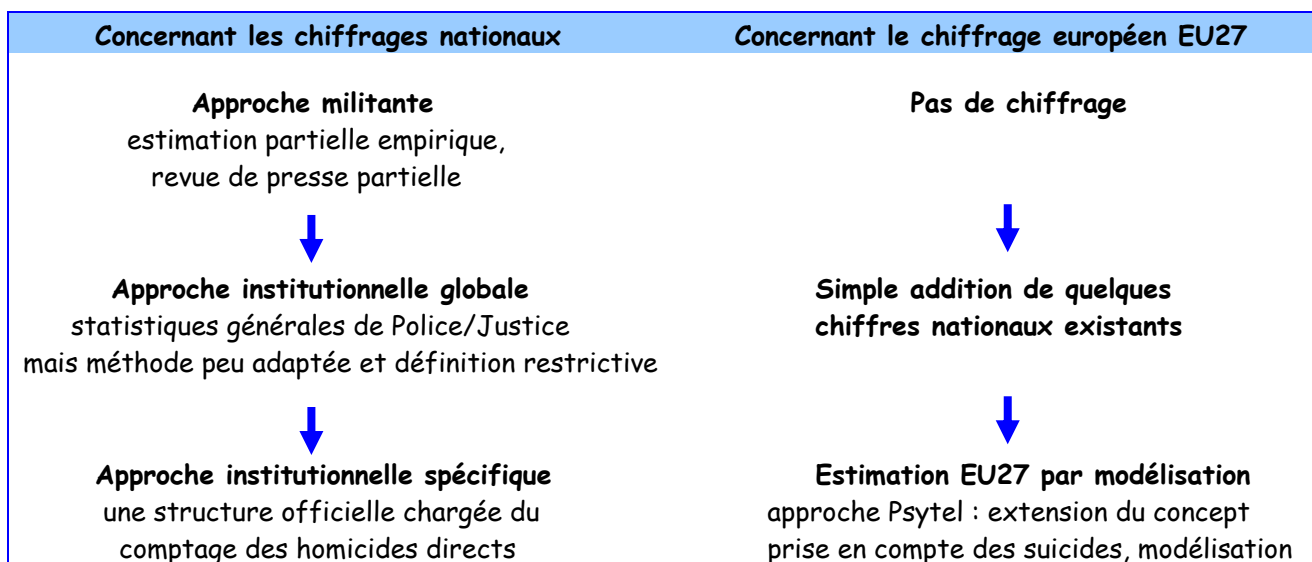 Concernant les chiffrages nationaux
Approche militante
estimation partielle empirique,
revue de presse partielle
Approche institutionnelle globale
statistiques générales de Police/Justice
mais méthode peu adaptée et définition restrictive
Approche institutionnelle spécifique
une structure officielle chargée du
comptage des homicides directs
Concernant le chiffrage européen EU27
Pas de chiffrage
Simple addition de quelques
chiffres nationaux existants
Estimation EU27 par modélisation
approche Psytel : extension du concept
prise en compte des suicides, modélisation